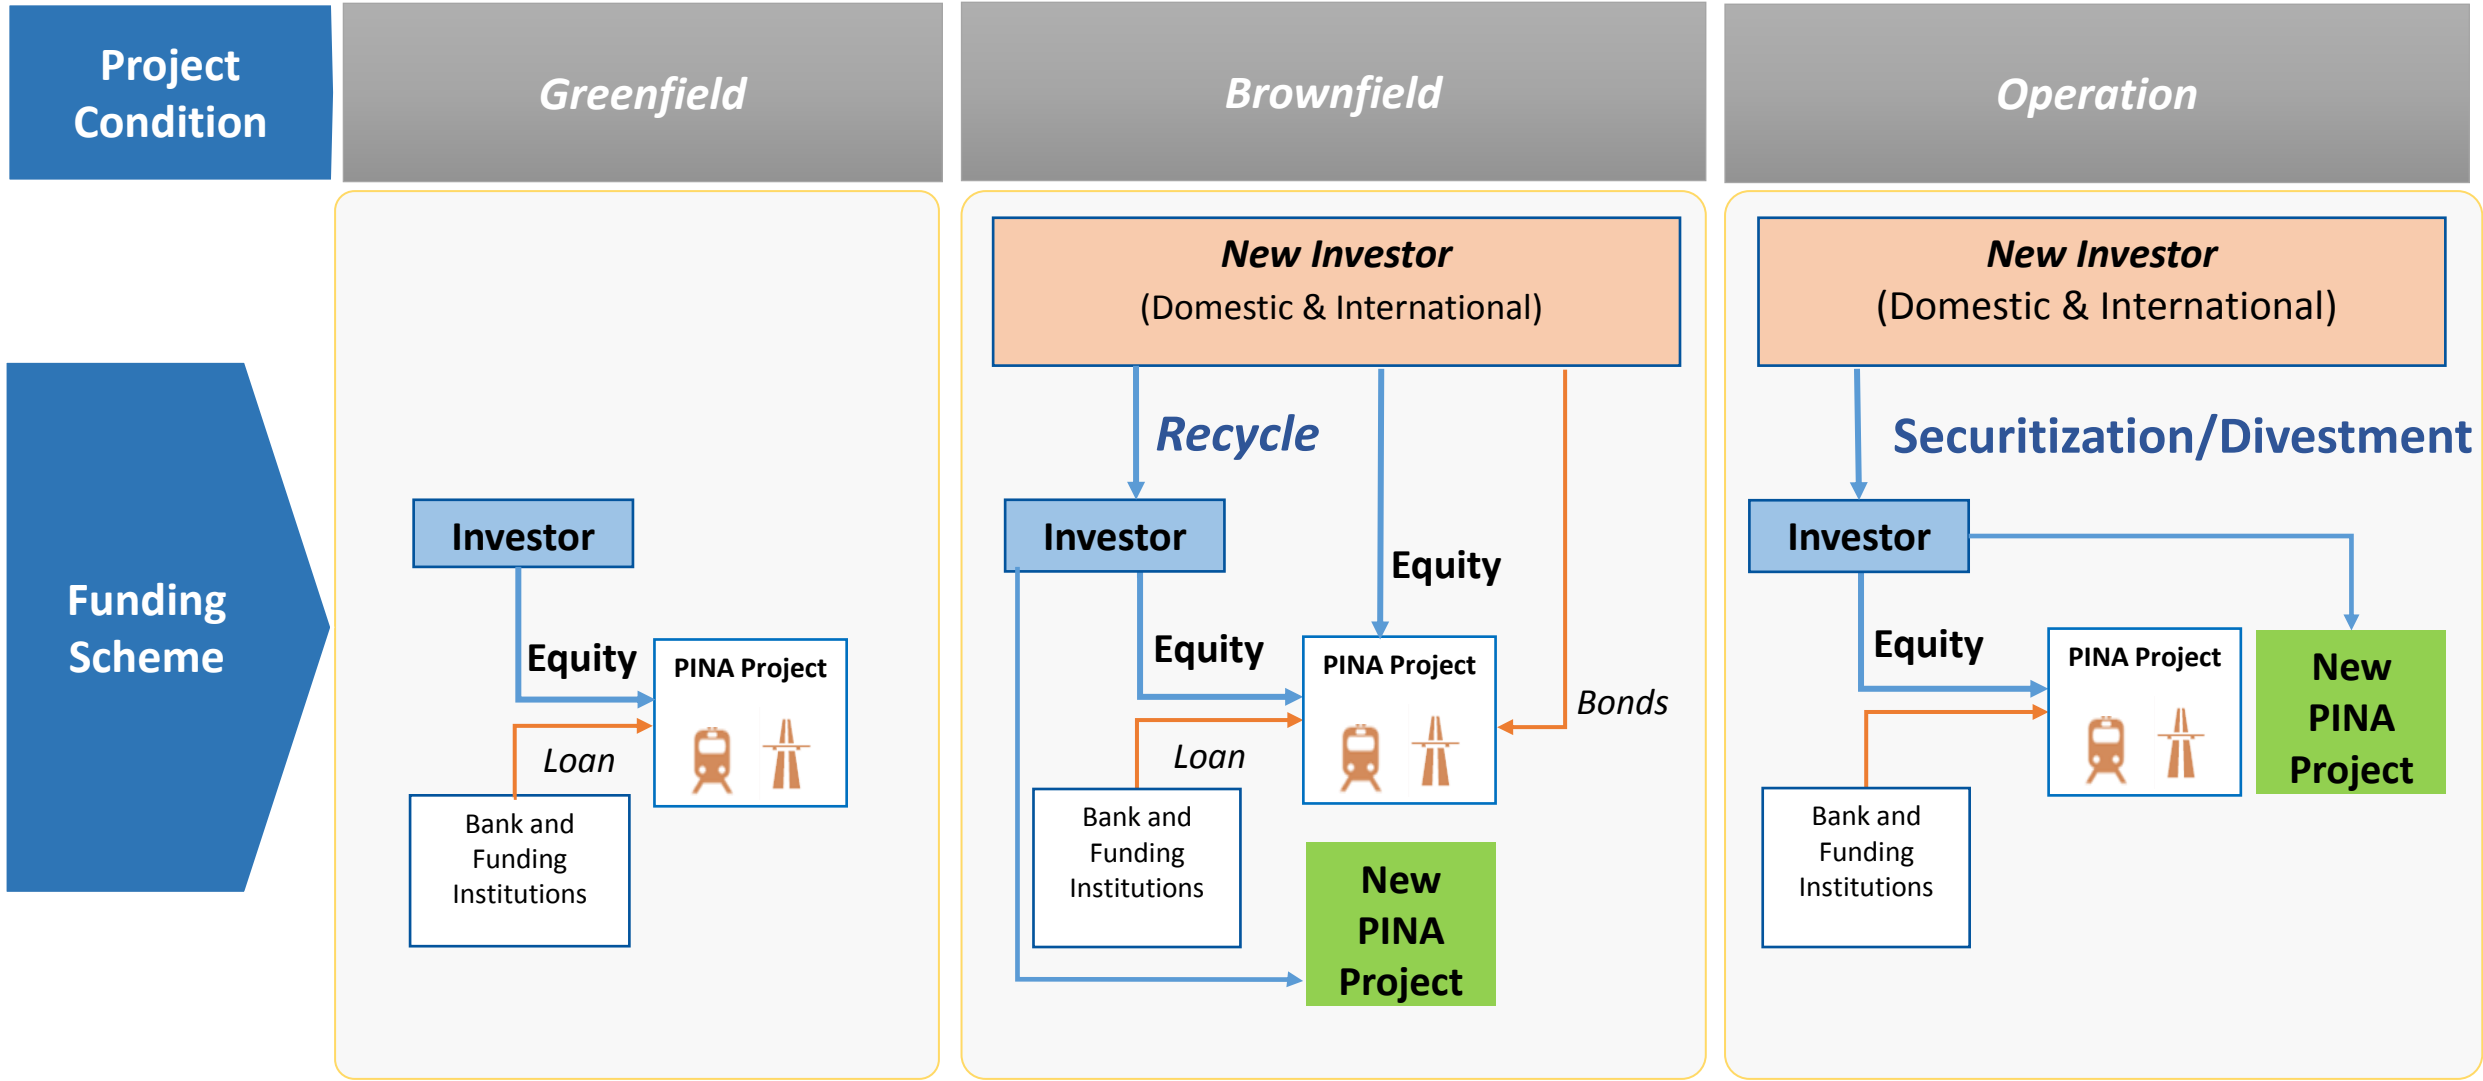 Project
Condition
Greenfield
Brownfield
Operation
Funding
Scheme
Investor
Equity
PINA Project
Loan
Bank and
Funding
Institutions
New Investor
(Domestic & International)
Recycle
Investor
Equity
Equity
PINA Project
Bonds
Loan
Bank and
Funding
Institutions
New
PINA
Project
New Investor
(Domestic & International)
Securitization/Divestment
Investor
Equity
PINA Project
New
PINA
Project
Bank and
Funding
Institutions